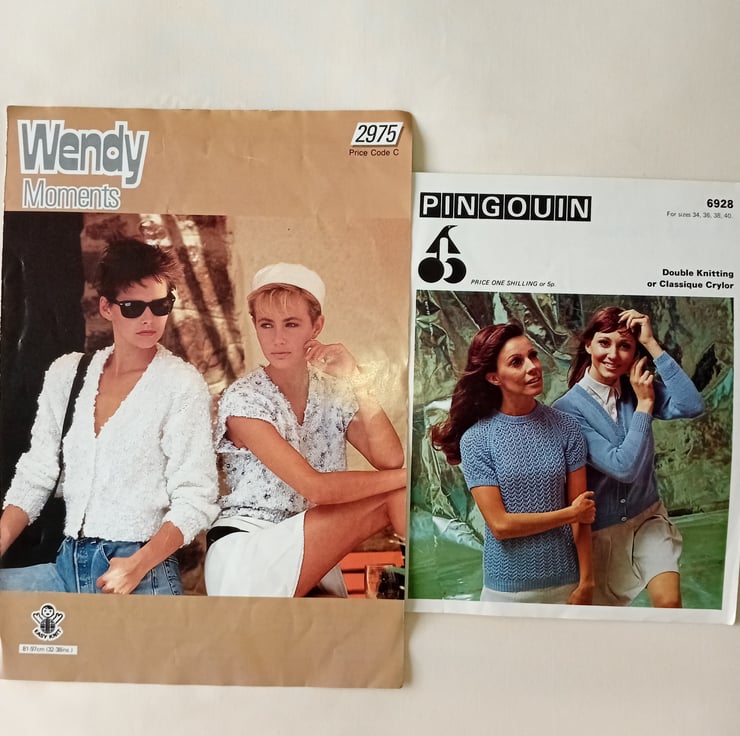 Wendy
Moments
2975
Price Code C
EASY KNIT
81-97cm (32-38ins.)
PINGOUIN
6928
For sizes 34, 36, 38, 40.
PRICE ONE SHILLING or 5p.
Double Knitting
or Classique Crylor